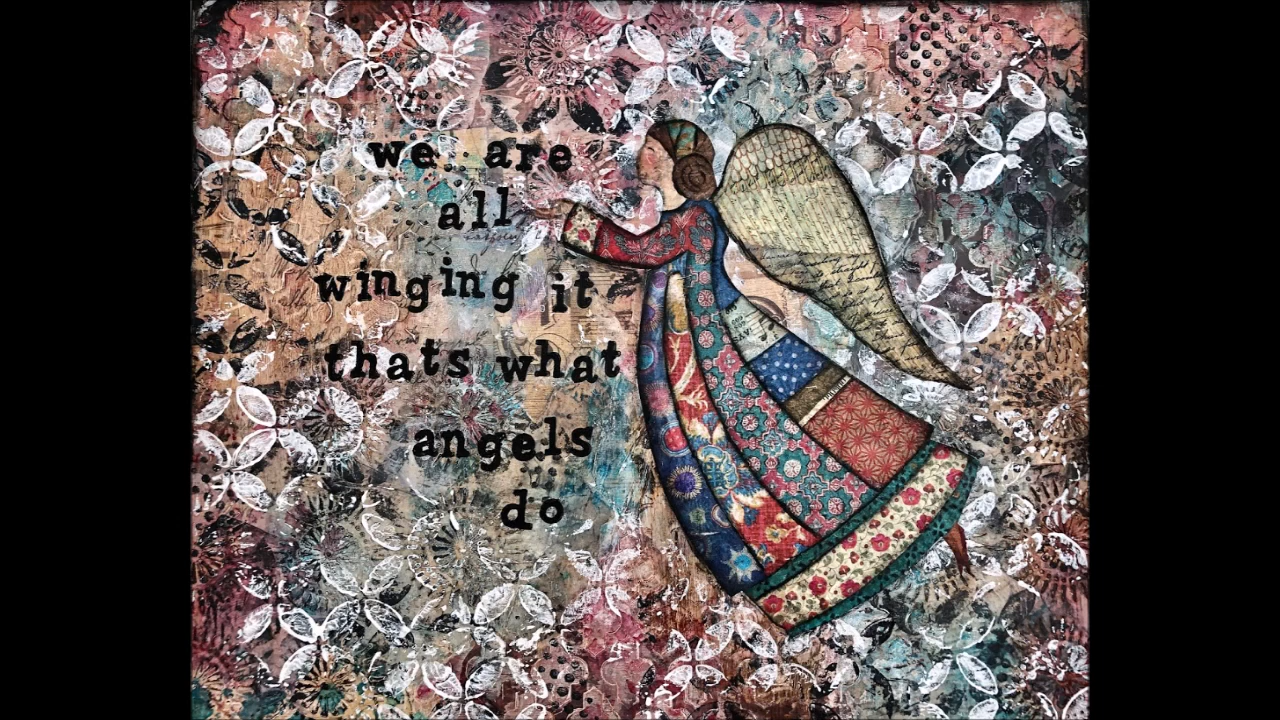 we are
all
winging it
thats what
angels
do